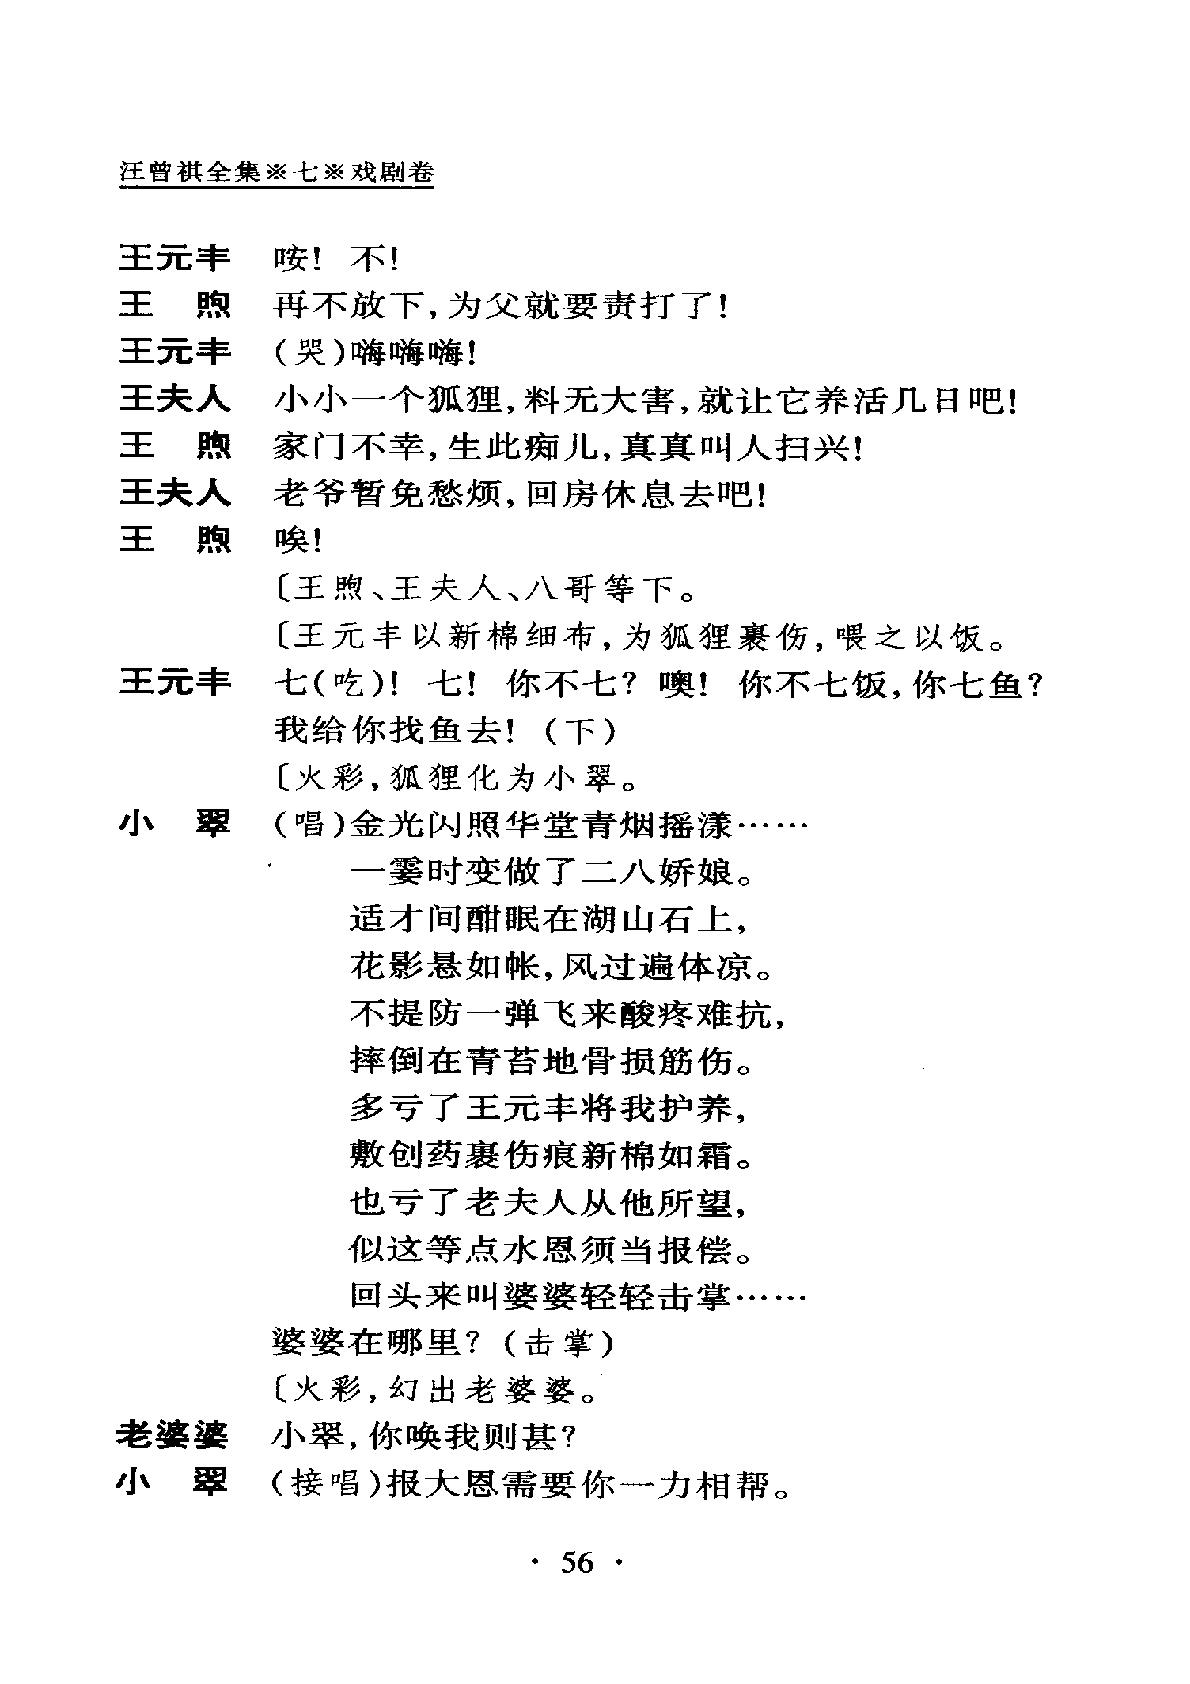 汪曾祺全集※七※戏剧卷
王元丰 咹! 不!
王 煦 再不放下,为父就要责打了!
王元丰 (哭)嗨嗨嗨!
王夫人 小小一个狐狸,料无大害,就让它养活几日吧!
王 煦 家门不幸,生此痴儿,真真叫人扫兴!
王夫人 老爷暂免愁烦,回房休息去吧!
王 煦 唉!
〔王煦、王夫人、八哥等下。
〔王元丰以新棉细布,为狐狸裹伤,喂之以饭。
王元丰 七(吃)! 七! 你不七? 噢! 你不七饭,你七鱼?
我给你找鱼去! (下)
〔火彩,狐狸化为小翠。
小 翠 (唱)金光闪照华堂青烟摇漾……
一霎时变做了二八娇娘。
适才间酣眠在湖山石上,
花影悬如帐,风过遍体凉。
不提防一弹飞来酸疼难抗,
摔倒在青苔地骨损筋伤。
多亏了王元丰将我护养,
敷创药裹伤痕新棉如霜。
也亏了老夫人从他所望,
似这等点水恩须当报偿。
回头来叫婆婆轻轻击掌……
婆婆在哪里? (击掌)
〔火彩,幻出老婆婆。
老婆婆 小翠,你唤我则甚?
小 翠 (接唱)报大恩需要你一力相帮。
· 56 ·